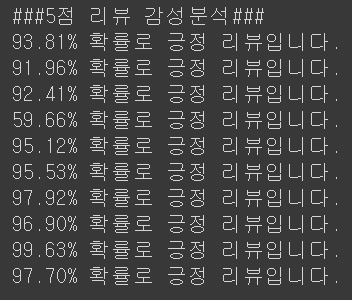 ###5점 리뷰 감성분석###
93.81% 확률로 긍정 리뷰입니다.
91.96% 확률로 긍정 리뷰입니다.
92.41% 확률로 긍정 리뷰입니다.
59.66% 확률로 긍정 리뷰입니다.
95.12% 확률로 긍정 리뷰입니다.
95.53% 확률로 긍정 리뷰입니다.
97.92% 확률로 긍정 리뷰입니다.
96.90% 확률로 긍정 리뷰입니다.
99.63% 확률로 긍정 리뷰입니다.
97.70% 확률로 긍정 리뷰입니다.